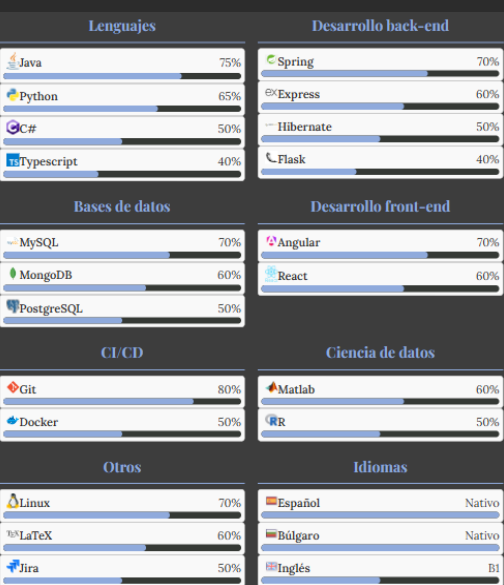 Lenguajes
Java 75%
Python 65%
C# 50%
TS Typescript 40%
Desarrollo back-end
Spring 70%
ex Express 60%
Hibernate 50%
Flask 40%
Bases de datos
MySQL 70%
MongoDB 60%
PostgreSQL 50%
Desarrollo front-end
Angular 70%
React 60%
CI/CD
Git 80%
Docker 50%
Ciencia de datos
Matlab 60%
R R 50%
Otros
Linux 70%
TeX LaTeX 60%
Jira 50%
Idiomas
Español Nativo
Búlgaro Nativo
Inglés B1